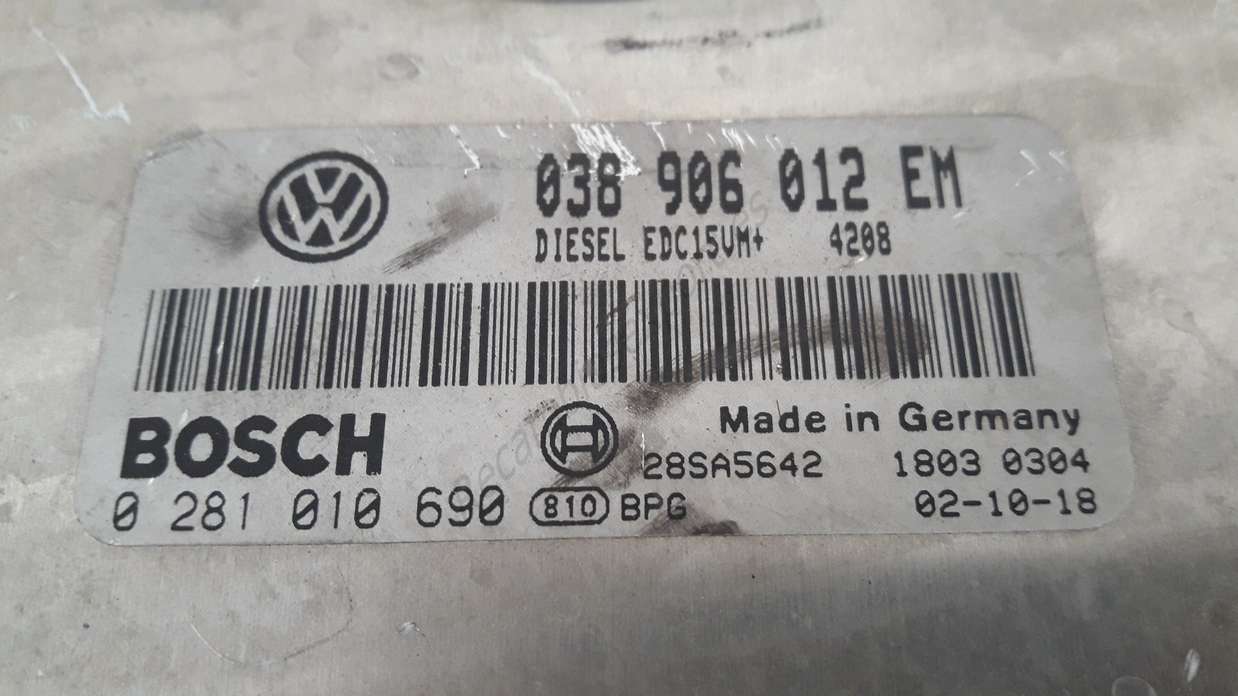 038 906 012 EM
DIESEL EDC15VM+ 4208
BOSCH
Made in Germany
28SA5642 1803 0304
0 281 010 690 810 BPG 02-10-18